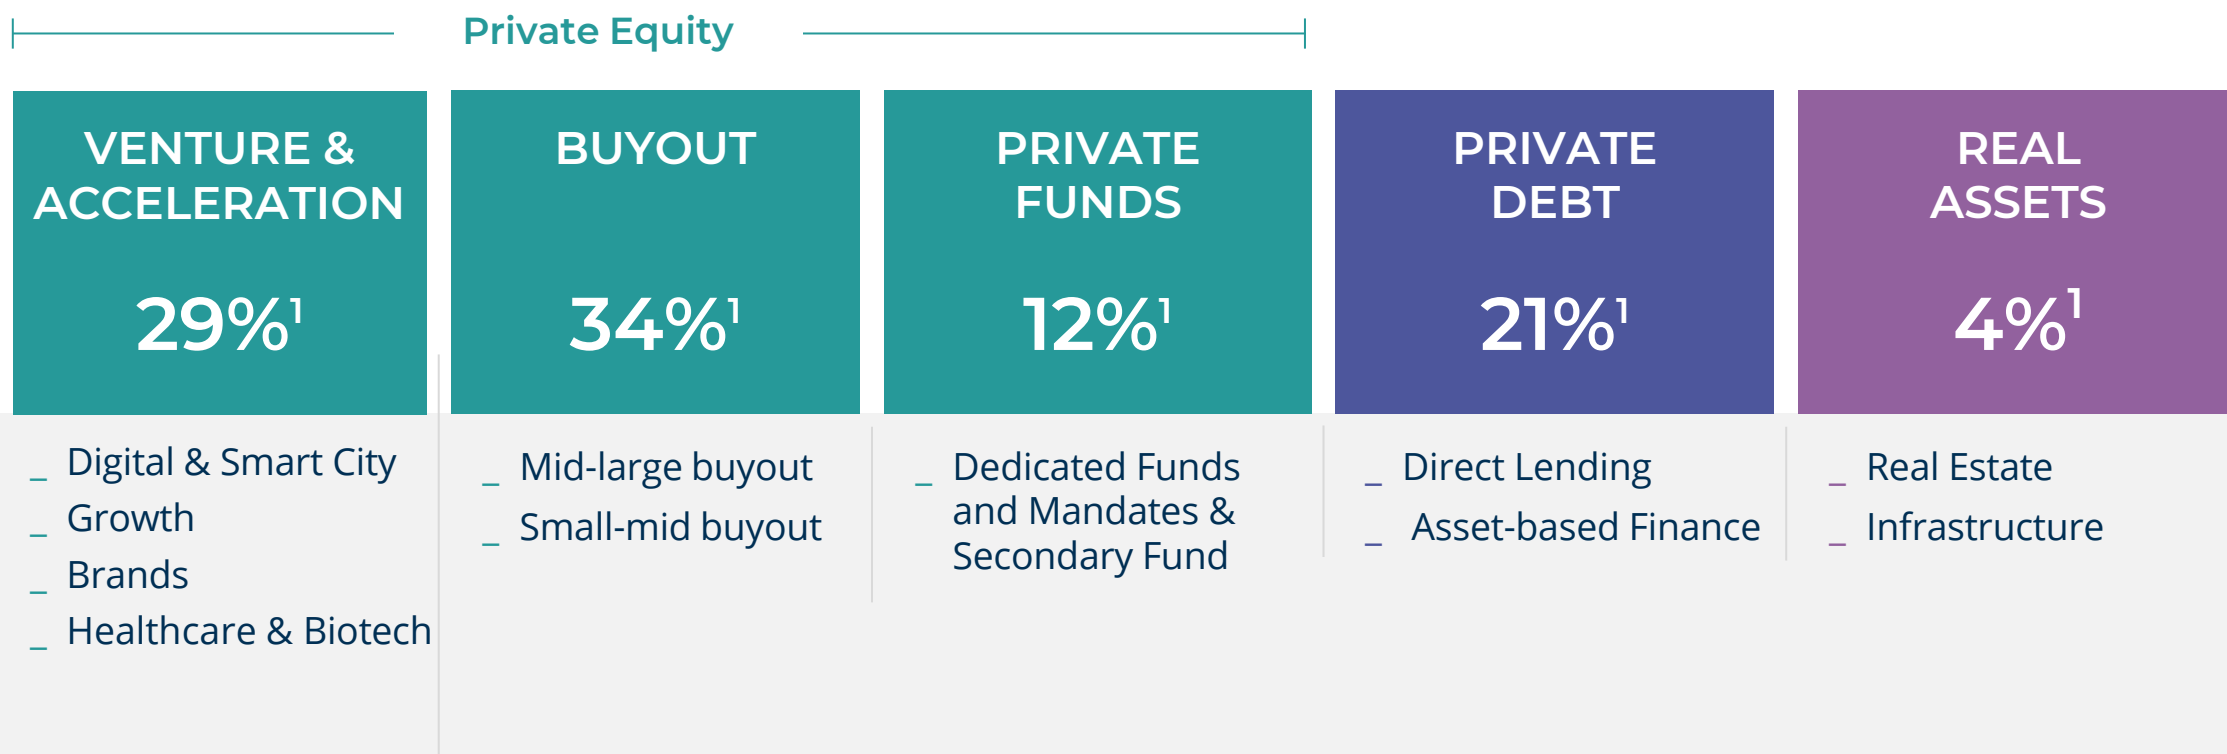 Private Equity
VENTURE &
ACCELERATION
29%¹
BUYOUT
34%¹
PRIVATE
FUNDS
12%¹
PRIVATE
DEBT
21%¹
REAL
ASSETS
4%¹
_ Digital & Smart City
_ Growth
_ Brands
_ Healthcare & Biotech
_ Mid-large buyout
_ Small-mid buyout
_ Dedicated Funds
and Mandates &
Secondary Fund
_ Direct Lending
_ Asset-based Finance
_ Real Estate
_ Infrastructure